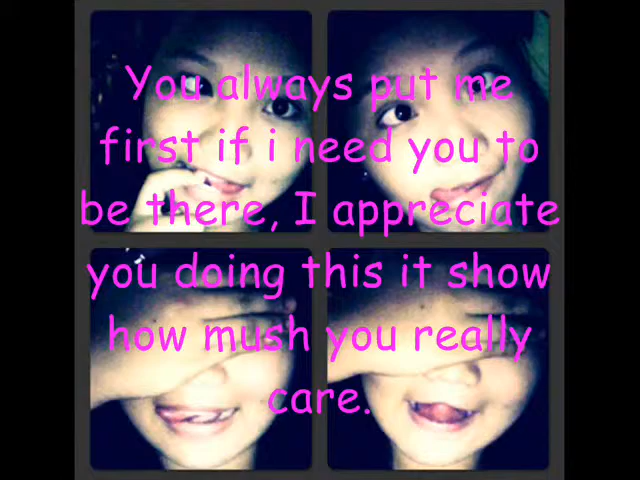 You always put me
first if i need you to
be there, I appreciate
you doing this it show
how mush you really
care.